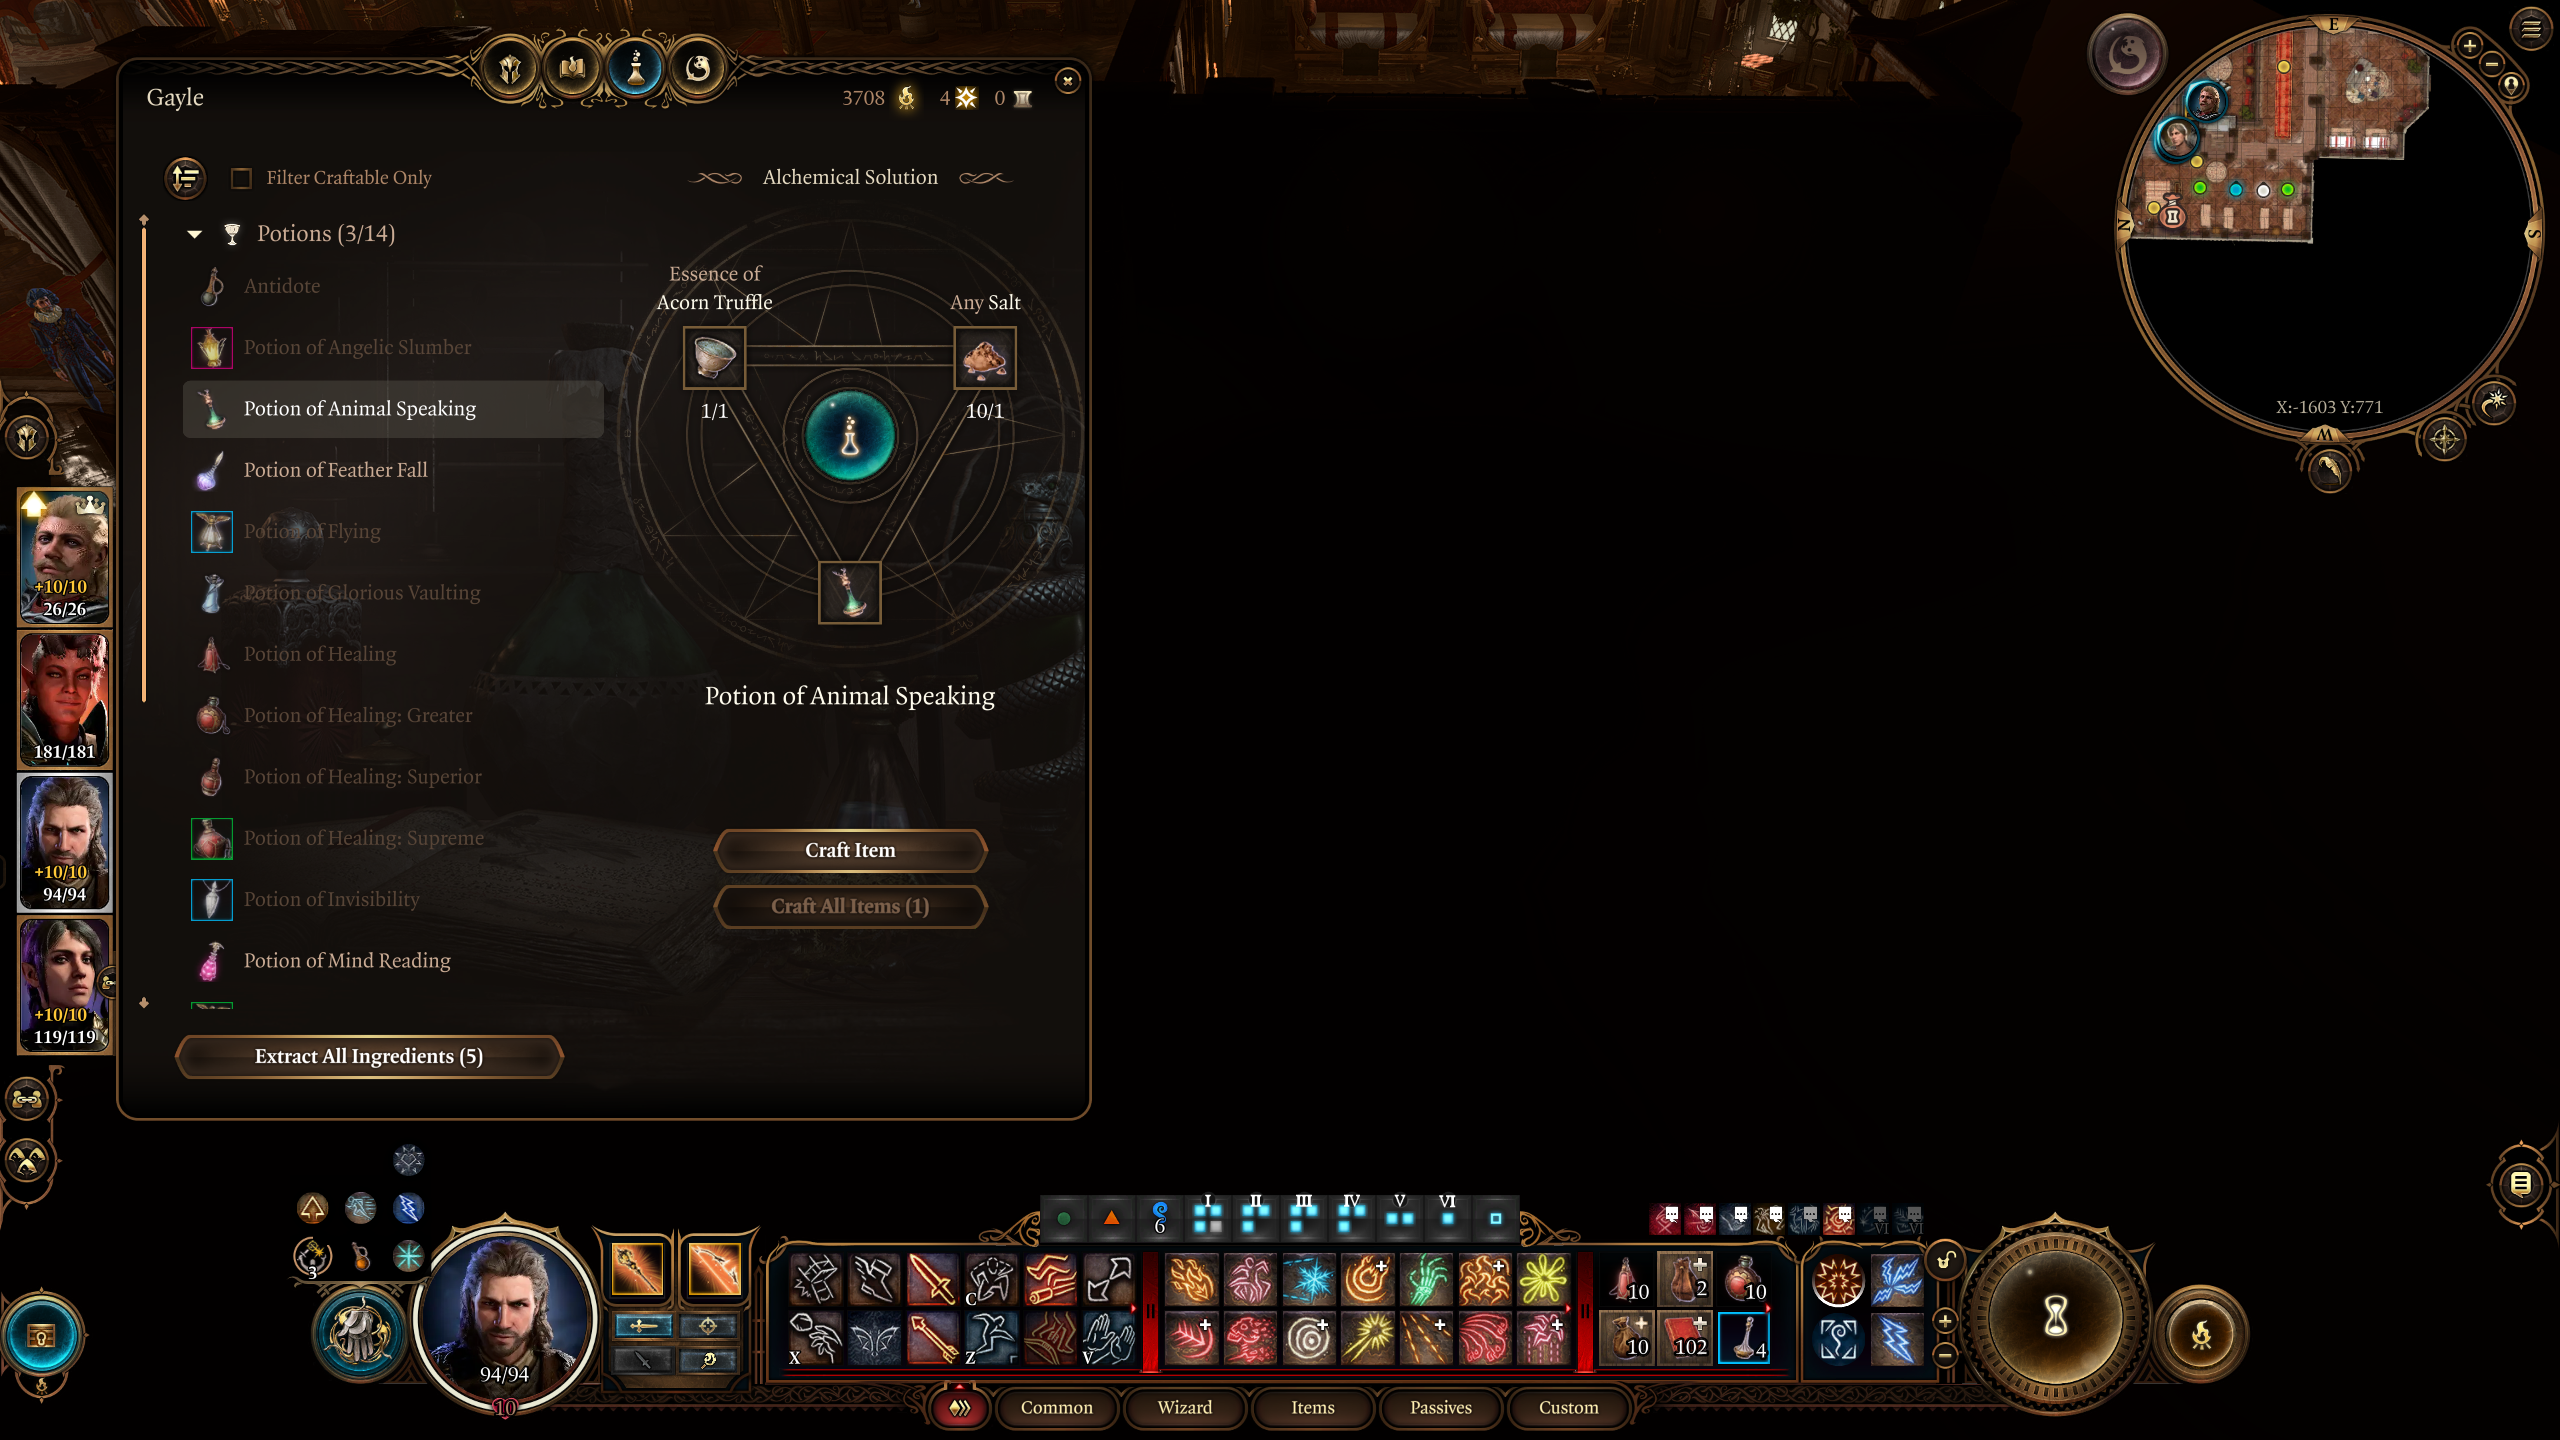 Gayle
3708 4 0
Filter Craftable Only
Alchemical Solution
Potions (3/14)
Antidote
Potion of Angelic Slumber
Potion of Animal Speaking
Potion of Feather Fall
Potion of Flying
Potion of Glorious Vaulting
Potion of Healing
Potion of Healing: Greater
Potion of Healing: Superior
Potion of Healing: Supreme
Potion of Invisibility
Potion of Mind Reading
Extract All Ingredients (5)
Essence of
Acorn Truffle
Any Salt
1/1
10/1
Potion of Animal Speaking
Craft Item
Craft All Items (1)
+10/10
26/26
181/181
+10/10
94/94
+10/10
119/119
E
N
S
W
X:-1603 Y:771
3
94/94
10
6
I II III IV V VI
VI VI
C
X
Z
V
10 2 10
10 102 4
Common
Wizard
Items
Passives
Custom